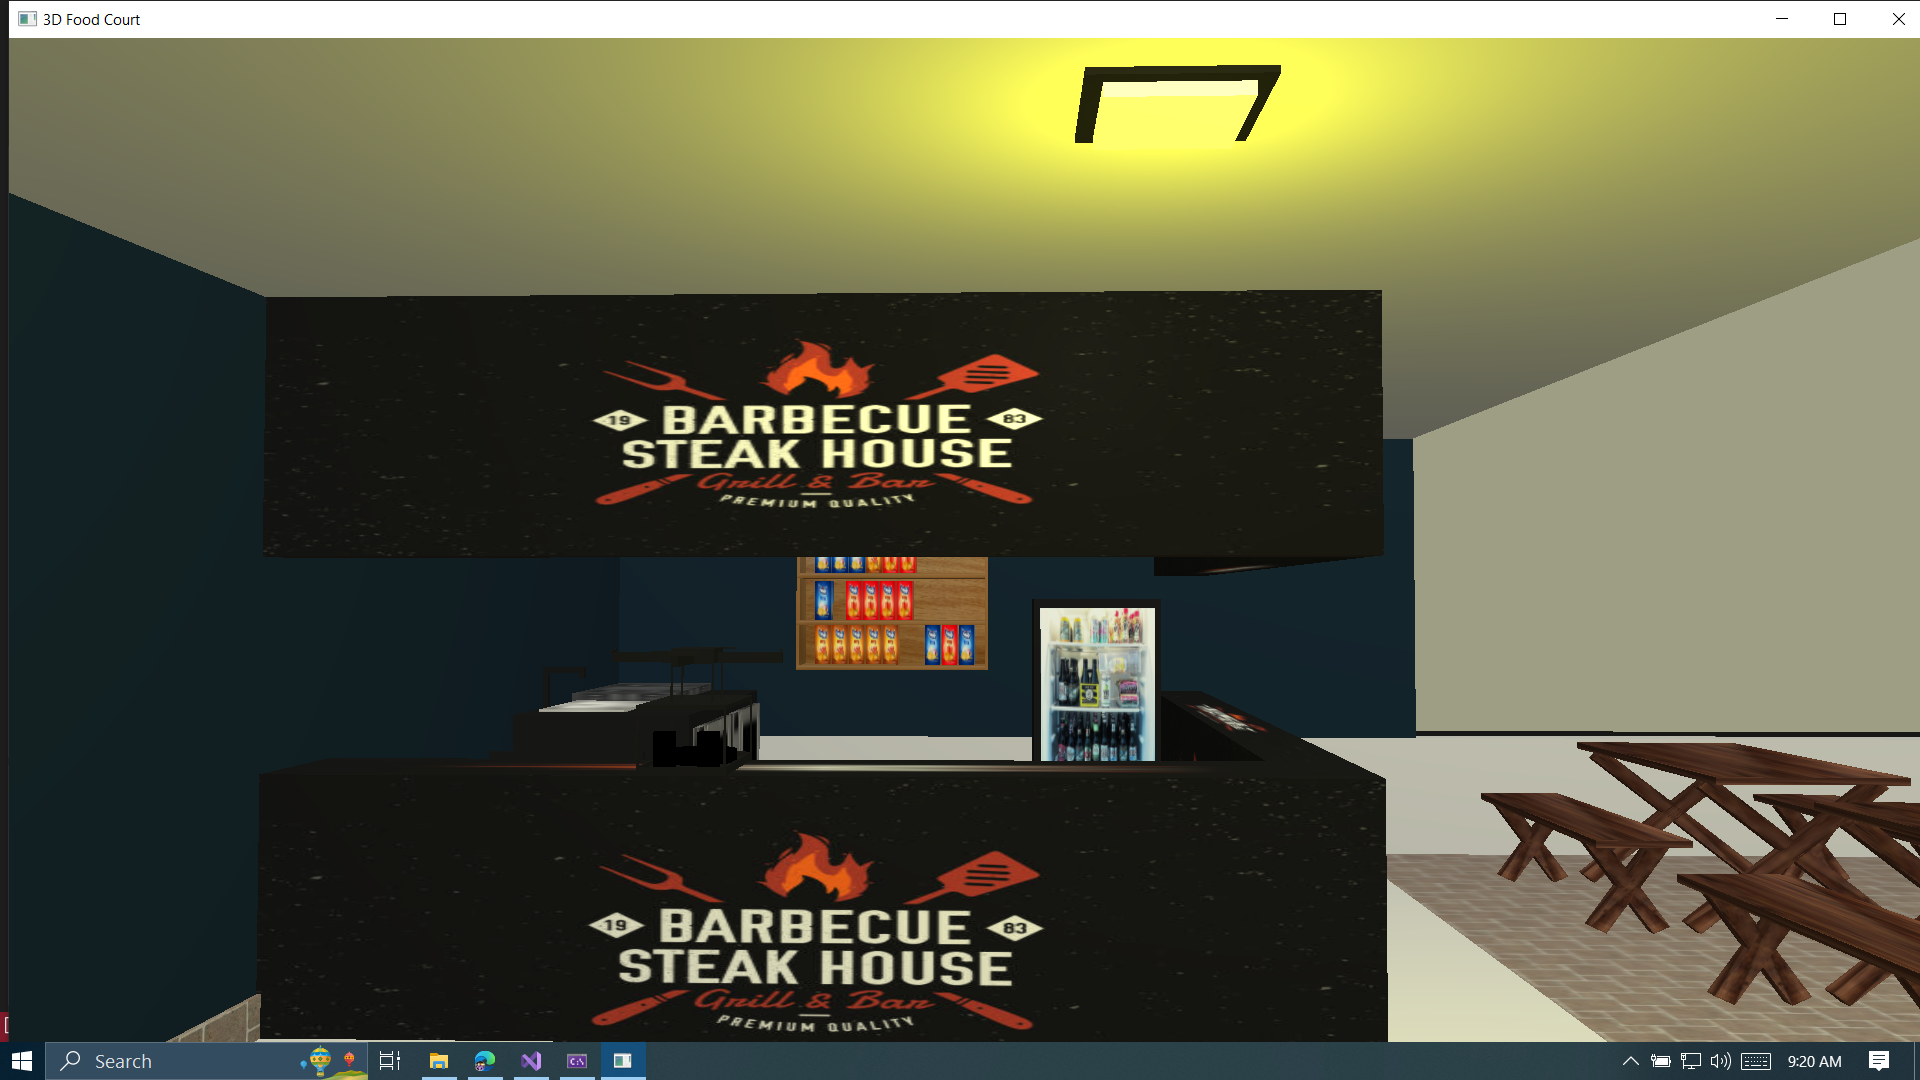 3D Food Court
19 BARBECUE 83
STEAK HOUSE
Grill & Bar
PREMIUM QUALITY
19 BARBECUE 83
STEAK HOUSE
Grill & Bar
PREMIUM QUALITY
Search
9:20 AM